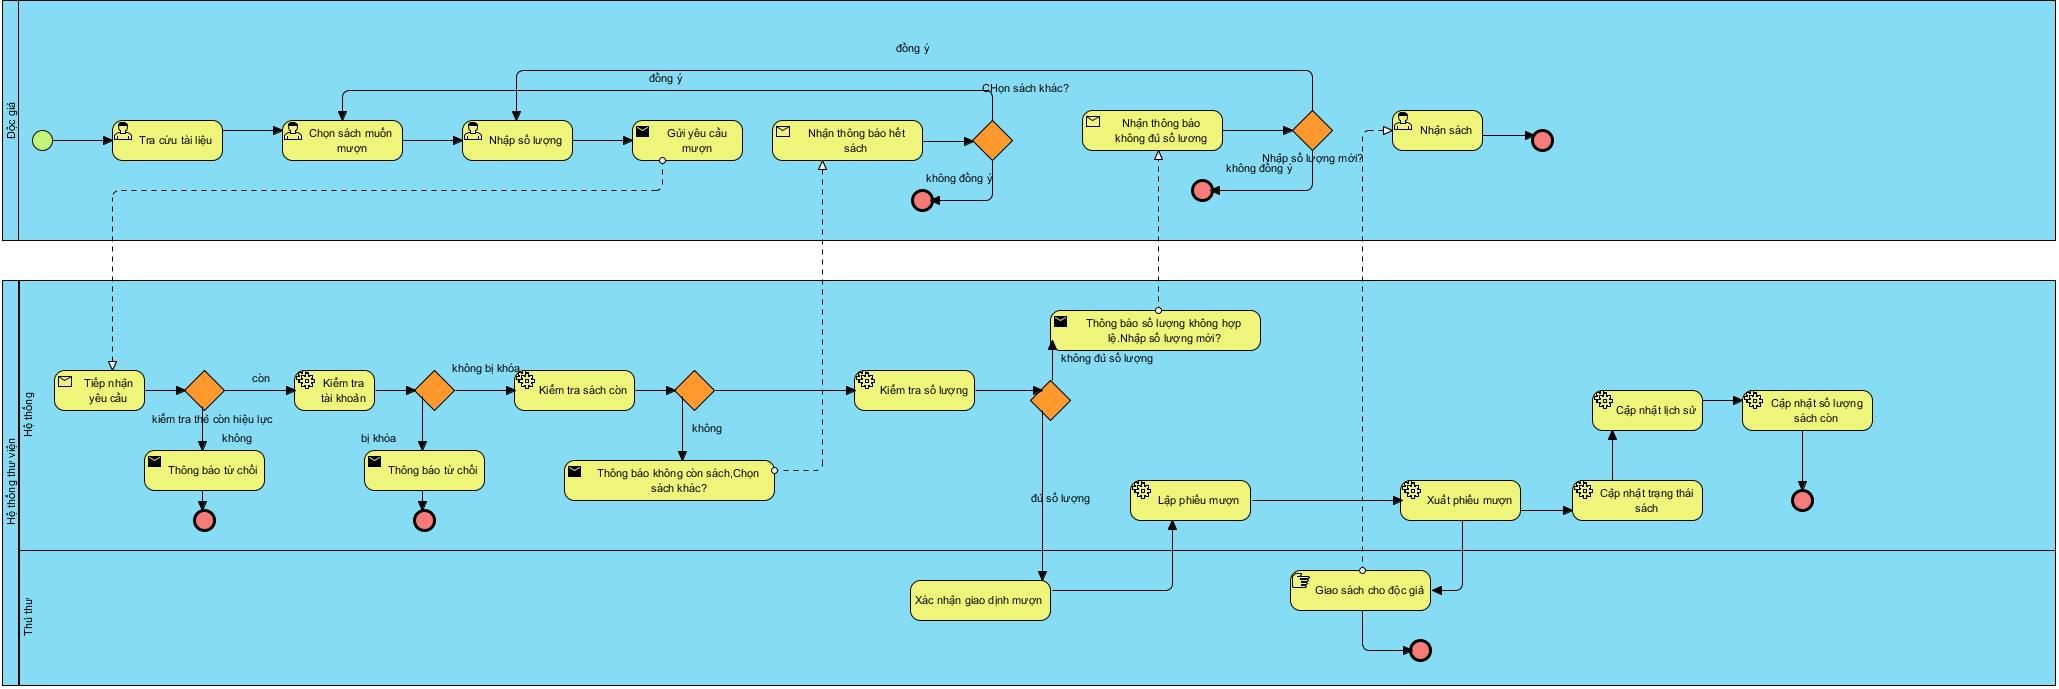 Độc giả
đồng ý
đồng ý
CHọn sách khác?
Tra cứu tài liệu
Chọn sách muốn
mượn
Nhập số lượng
Gửi yêu cầu
mượn
Nhận thông báo hết
sách
không đồng ý
Nhận thông báo
không đủ số lương
Nhập số lượng mới?
không đồng ý
Nhận sách
Hệ thống thư viện
Hệ thống
Tiếp nhận
yêu cầu
còn
kiểm tra thẻ còn hiệu lực
không
Thông báo từ chối
Kiểm tra
tài khoản
không bị khóa
bị khóa
Thông báo từ chối
Kiểm tra sách còn
không
Thông báo không còn sách,Chọn
sách khác?
Kiểm tra số lượng
Thông báo số lượng không hợp
lệ.Nhập số lượng mới?
không đủ số lượng
đủ số lượng
Lập phiếu mượn
Xuất phiếu mượn
Cập nhật trạng thái
sách
Cập nhật lịch sử
Cập nhật số lượng
sách còn
Thủ thư
Xác nhận giao dịnh mượn
Giao sách cho độc giả